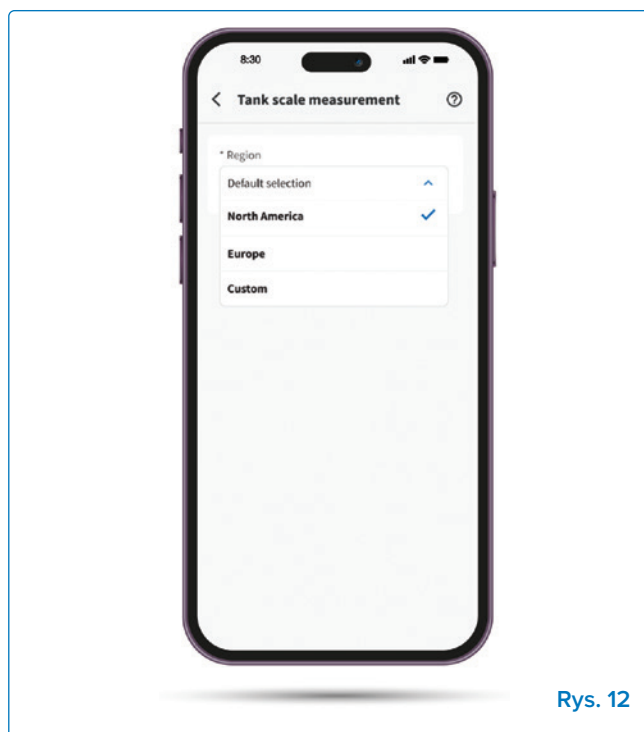 8:30
Tank scale measurement
* Region
Default selection
North America
Europe
Custom
Rys. 12